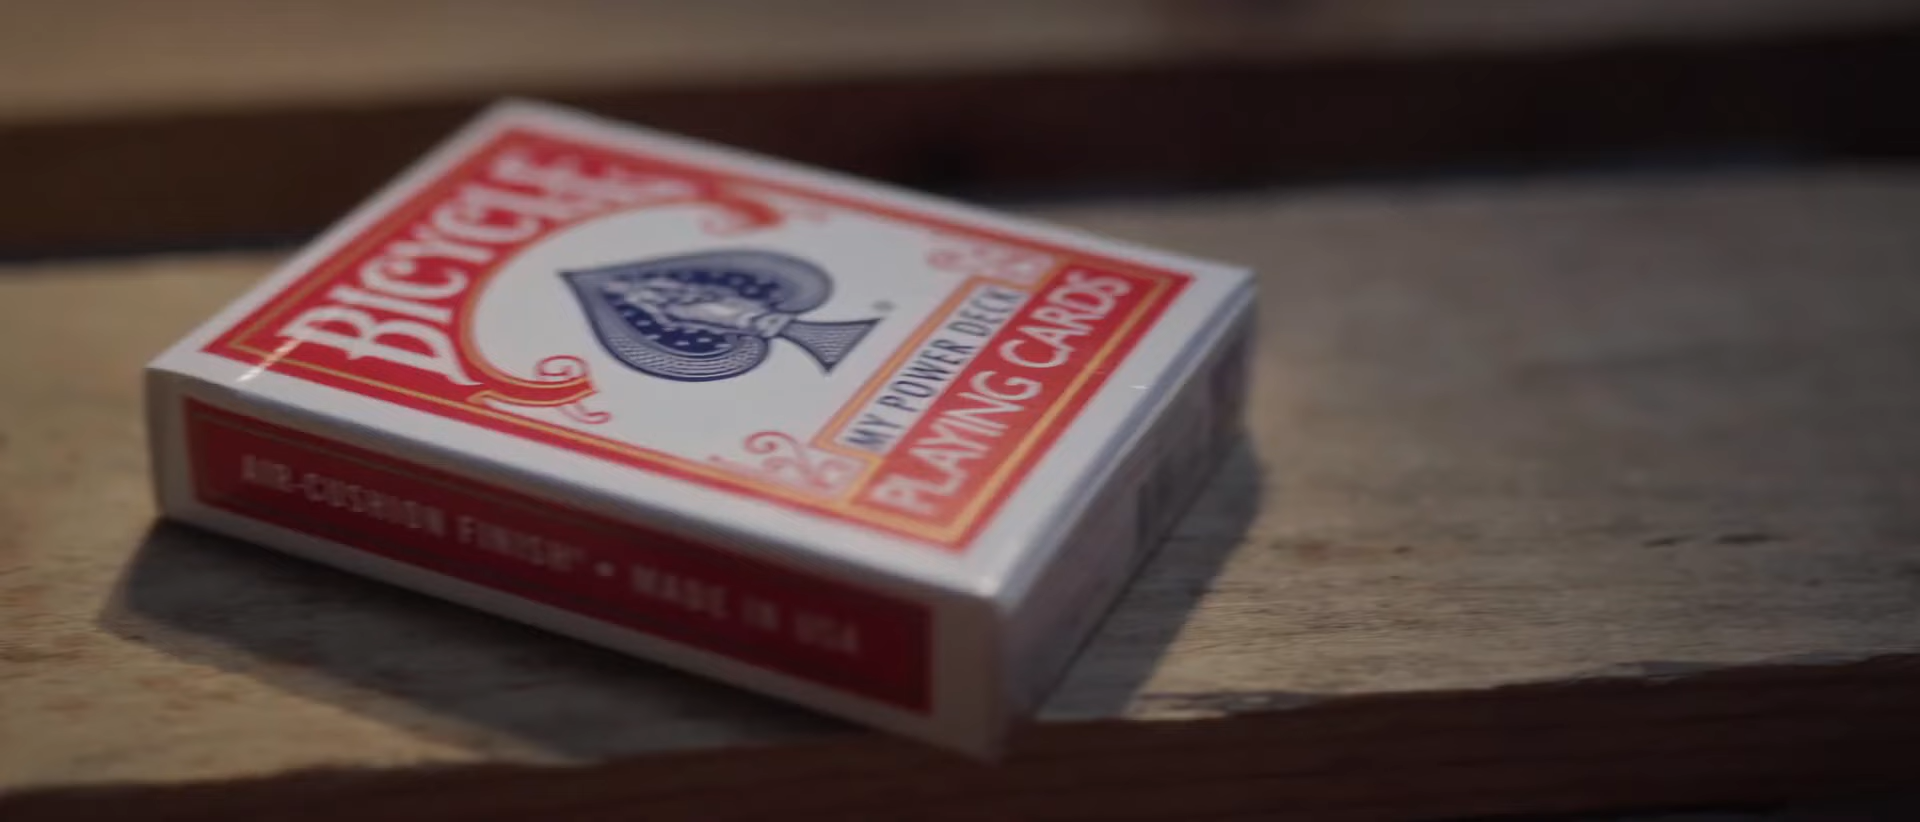 BICYCLE
MY POWER DECK
PLAYING CARDS
AIR-CUSHION FINISH® • MADE IN USA